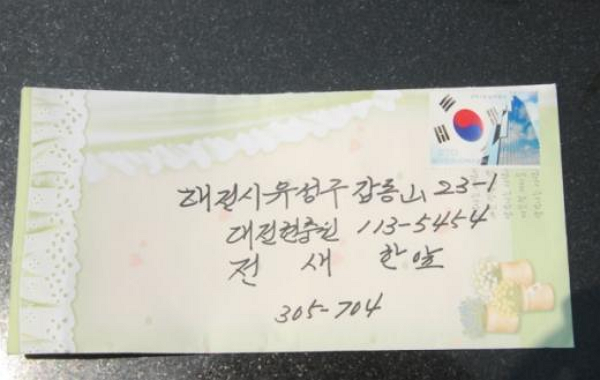 대전시 유성구 갑동山 23-1
대전현충원 113-5454
전 새 한 앞
305-704